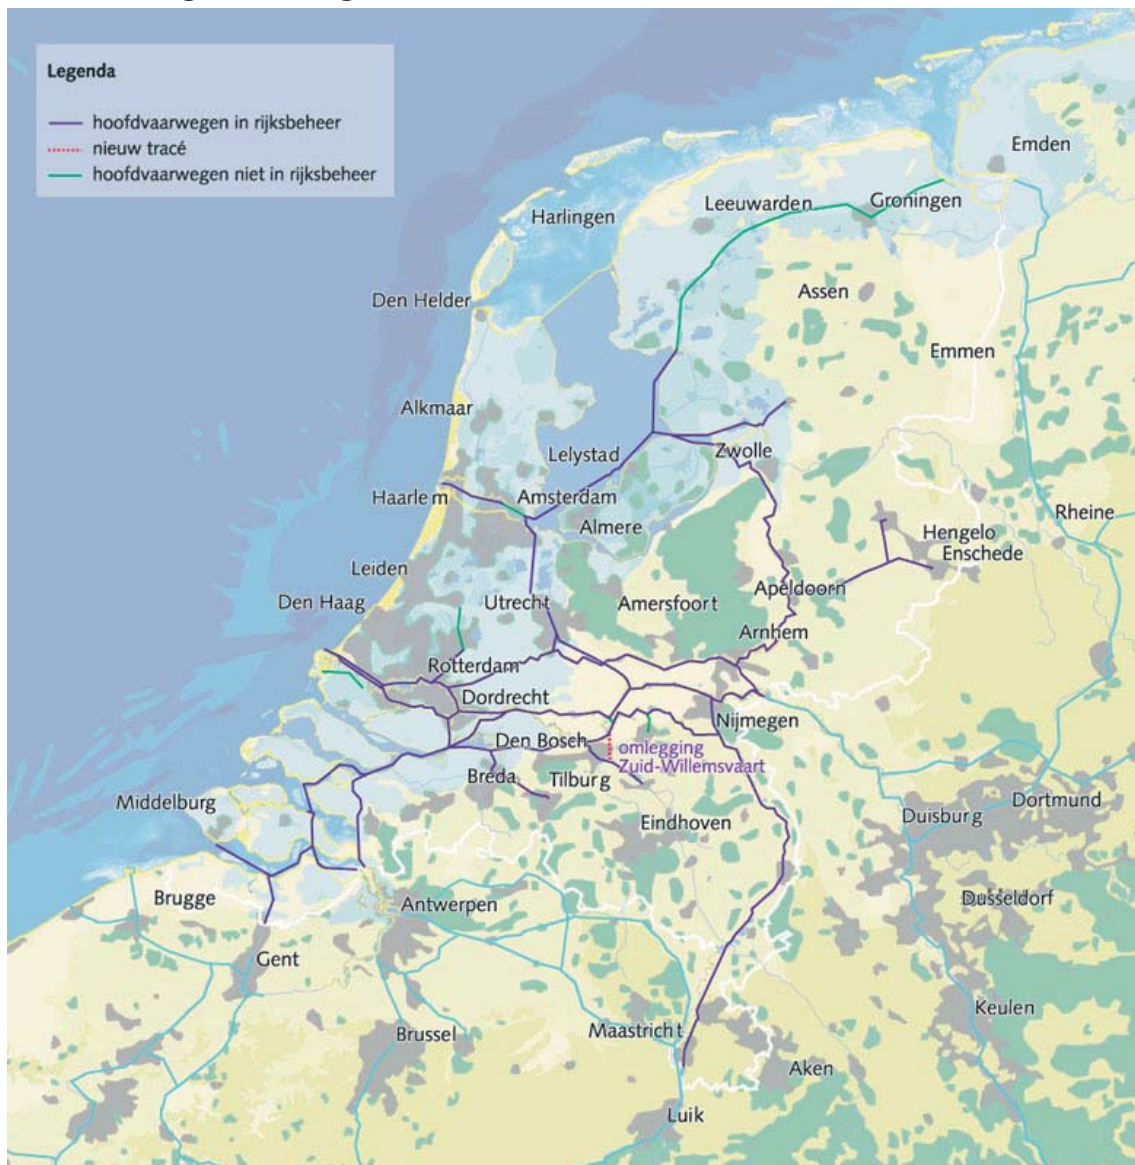 Legenda
hoofdvaarwegen in rijksbeheer
nieuw tracé
hoofdvaarwegen niet in rijksbeheer
Emden
Leeuwarden
Groningen
Harlingen
Assen
Den Helder
Emmen
Alkmaar
Zwolle
Lelystad
Haarlem
Amsterdam
Rheine
Almere
Hengelo
Enschede
Leiden
Apeldoorn
Den Haag
Utrecht
Amersfoort
Arnhem
Rotterdam
Dordrecht
Nijmegen
Den Bosch
omlegging
Zuid-Willemsvaart
Breda
Tilburg
Middelburg
Dortmund
Duisburg
Eindhoven
Brugge
Antwerpen
Dusseldorf
Gent
Keulen
Brussel
Maastricht
Aken
Luik